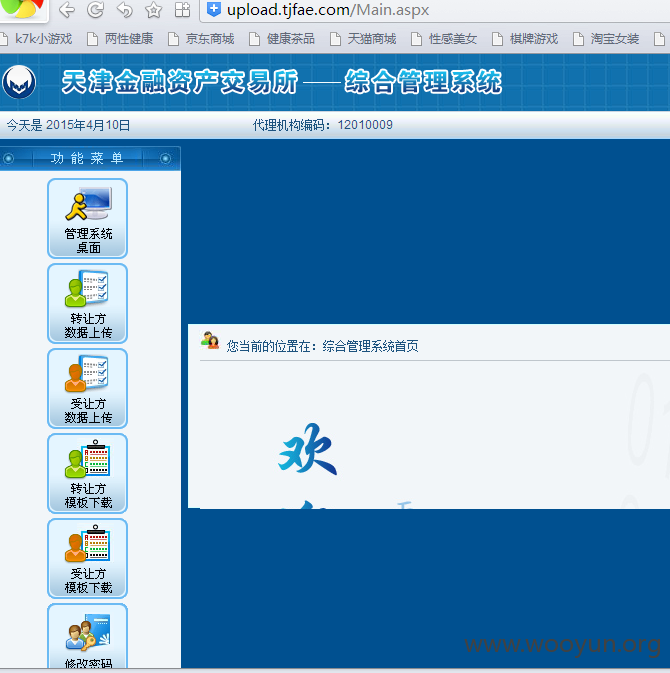 upload.tjfae.com/Main.aspx
k7k小游戏 两性健康 京东商城 健康茶品 天猫商城 性感美女 棋牌游戏 淘宝女装
天津金融资产交易所——综合管理系统
今天是 2015年4月10日 代理机构编码：12010009
功 能 菜 单
管理系统
桌面
转让方
数据上传
受让方
数据上传
转让方
模板下载
受让方
模板下载
修改密码
您当前的位置在：综合管理系统首页
欢
www.wooyun.org